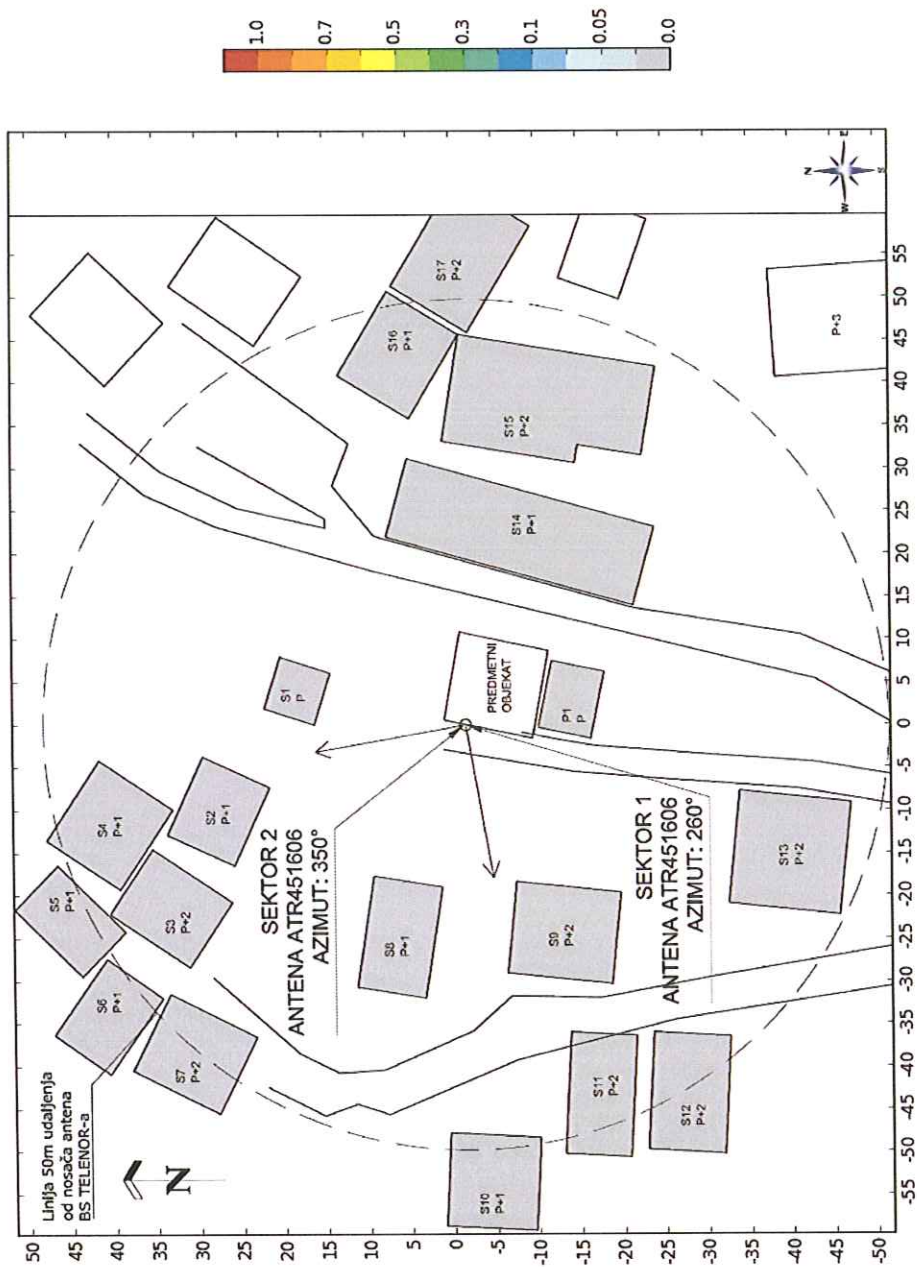 Linija 50m udaljenja
od nosača antena
BS TELENOR-a
N
50
45
40
35
30
25
20
15
10
5
0
-5
-10
-15
-20
-25
-30
-35
-40
-45
-50
-55
-50
-45
-40
-35
-30
-25
-20
-15
-10
-5
0
5
10
15
20
25
30
35
40
45
50
55
S5
P+1
S4
P+1
S6
P+1
S3
P+2
S2
P+1
S7
P+2
S1
P
SEKTOR 2
ANTENA ATR451606
AZIMUT: 350°
S8
P+1
S9
P+2
S10
P+1
S11
P+2
S12
P+2
SEKTOR 1
ANTENA ATR451606
AZIMUT: 260°
S13
P+2
PREDMETNI
OBJEKAT
P1
P
S14
P+1
S15
P+2
S16
P+1
S17
P+2
P+3
N
W
E
S
1.0
0.7
0.5
0.3
0.1
0.05
0.0